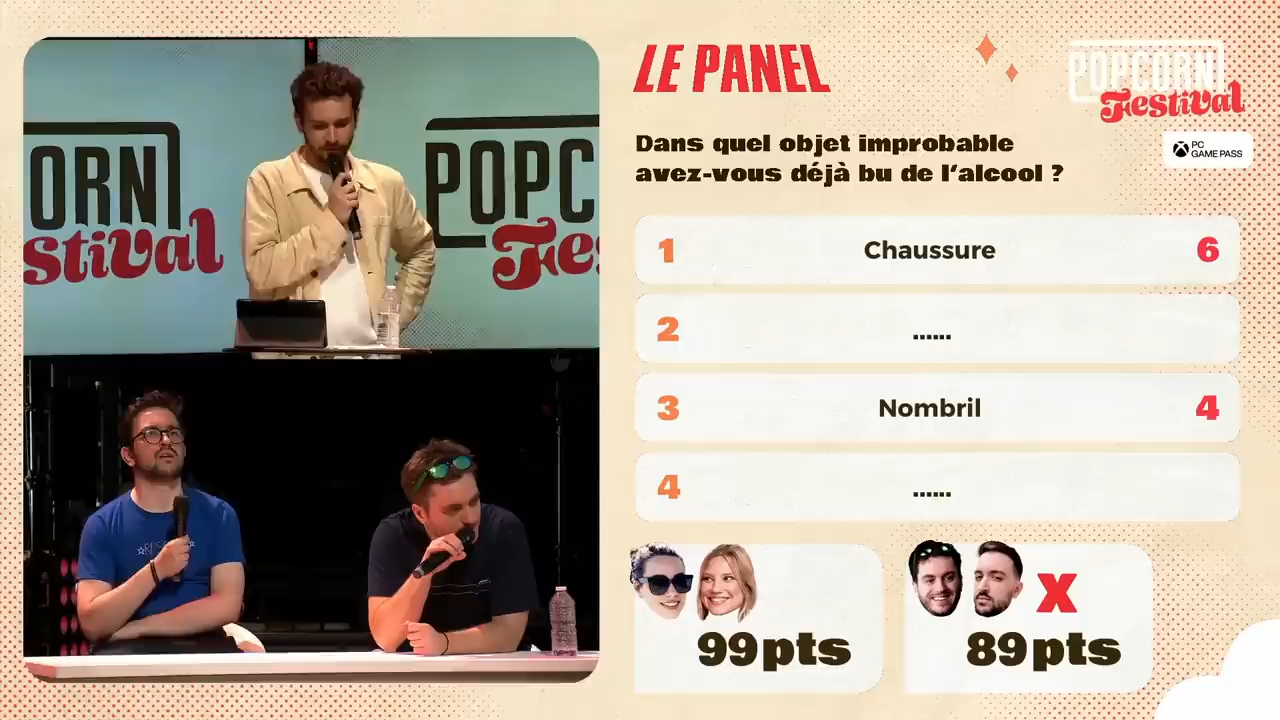 LE PANEL
POPCORN
Festival
Dans quel objet improbable
avez-vous déjà bu de l'alcool ?
PC
GAME PASS
1 Chaussure 6
2 ......
3 Nombril 4
4 ......
X
99pts
89pts
ORN
stival
POPC
Fes